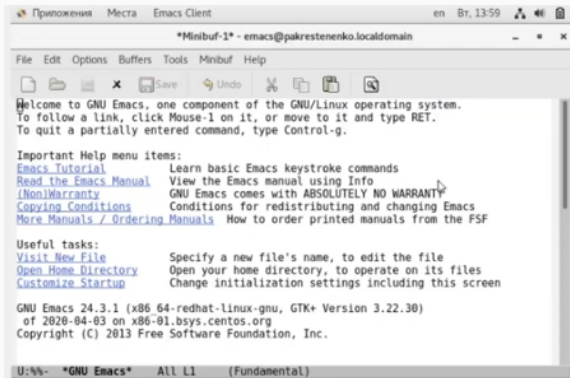 Приложения Места Emacs Client en Вт, 13:59
*Minibuf-1* - emacs@pakrestenenko.localdomain
File Edit Options Buffers Tools Minibuf Help
Save Undo
Welcome to GNU Emacs, one component of the GNU/Linux operating system.
To follow a link, click Mouse-1 on it, or move to it and type RET.
To quit a partially entered command, type Control-g.
Important Help menu items:
Emacs Tutorial Learn basic Emacs keystroke commands
Read the Emacs Manual View the Emacs manual using Info
(Non)Warranty GNU Emacs comes with ABSOLUTELY NO WARRANTY
Copying Conditions Conditions for redistributing and changing Emacs
More Manuals / Ordering Manuals How to order printed manuals from the FSF
Useful tasks:
Visit New File Specify a new file's name, to edit the file
Open Home Directory Open your home directory, to operate on its files
Customize Startup Change initialization settings including this screen
GNU Emacs 24.3.1 (x86_64-redhat-linux-gnu, GTK+ Version 3.22.30)
of 2020-04-03 on x86-01.bsys.centos.org
Copyright (C) 2013 Free Software Foundation, Inc.
U:%%- *GNU Emacs* All L1 (Fundamental)